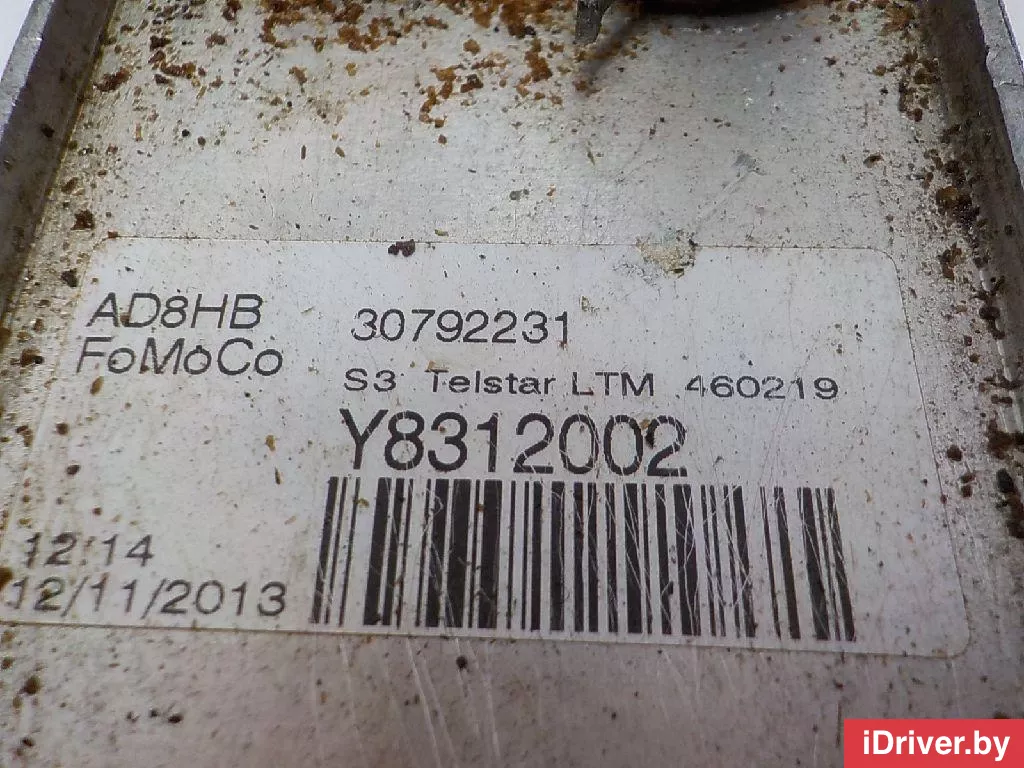 AD8HB 30792231
FoMoCo
S3 Telstar LTM 460219
Y8312002
12:14
12/11/2013
iDriver.by